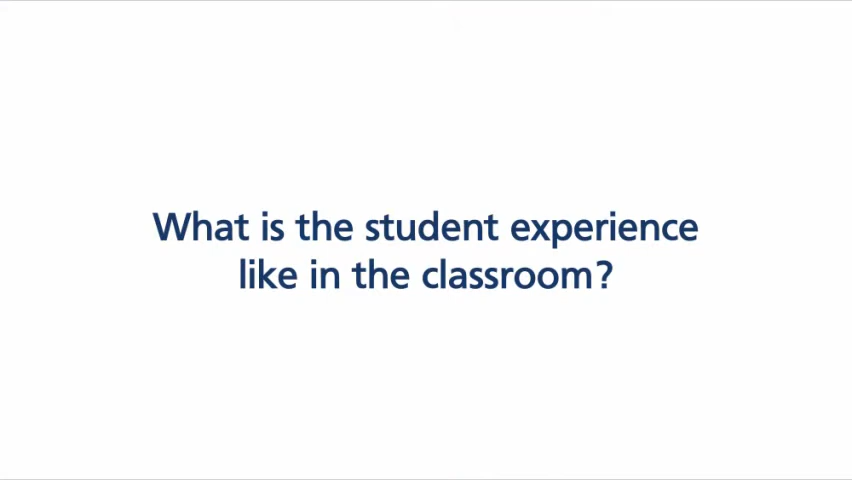 What is the student experience
like in the classroom?